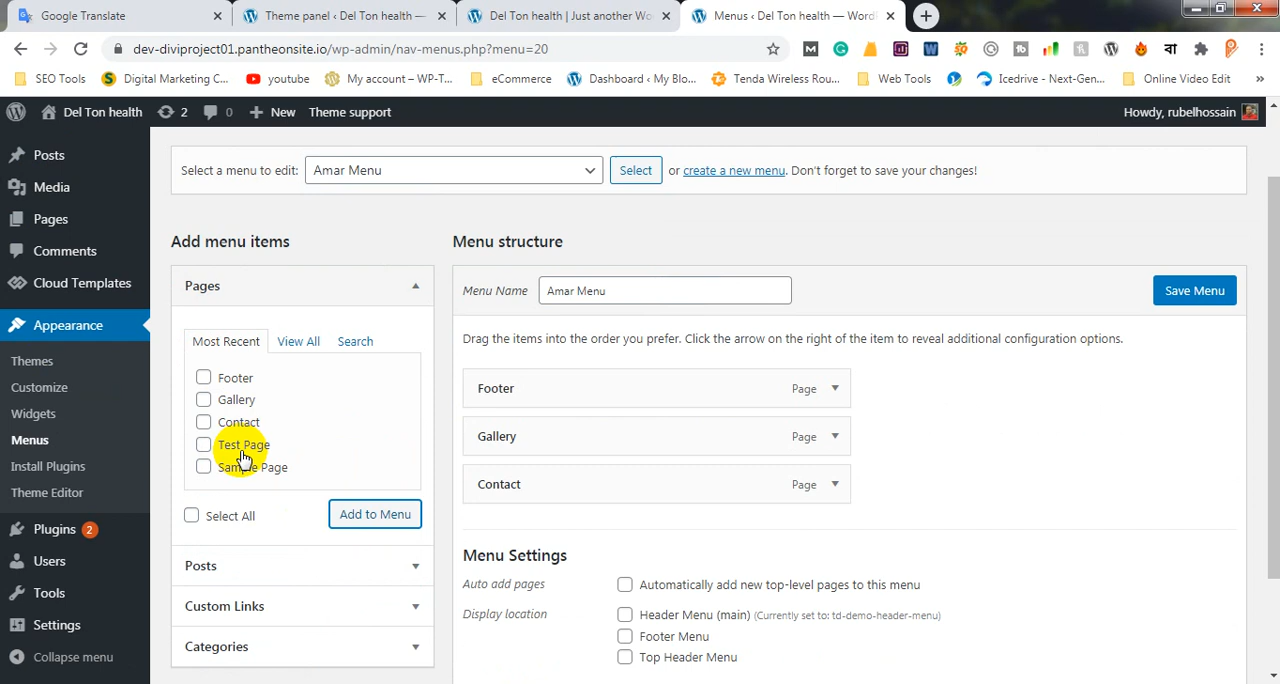 Google Translate
Theme panel ‹ Del Ton health —
Del Ton health | Just another Wo
Menus ‹ Del Ton health — Word
dev-diviproject01.pantheonsite.io/wp-admin/nav-menus.php?menu=20
SEO Tools
Digital Marketing C...
youtube
My account – WP-T...
eCommerce
Dashboard ‹ My Blo...
Tenda Wireless Rou...
Web Tools
Icedrive - Next-Gen...
Online Video Edit
»
Del Ton health
2
0
New
Theme support
Howdy, rubelhossain
Posts
Media
Pages
Comments
Cloud Templates
Appearance
Themes
Customize
Widgets
Menus
Install Plugins
Theme Editor
Plugins 2
Users
Tools
Settings
Collapse menu
Select a menu to edit: Amar Menu Select or create a new menu. Don't forget to save your changes!
Add menu items
Pages
Most Recent View All Search
Footer
Gallery
Contact
Test Page
Sample Page
Select All
Add to Menu
Posts
Custom Links
Categories
Menu structure
Menu Name Amar Menu
Save Menu
Drag the items into the order you prefer. Click the arrow on the right of the item to reveal additional configuration options.
Footer Page
Gallery Page
Contact Page
Menu Settings
Auto add pages Automatically add new top-level pages to this menu
Display location Header Menu (main) (Currently set to: td-demo-header-menu)
Footer Menu
Top Header Menu